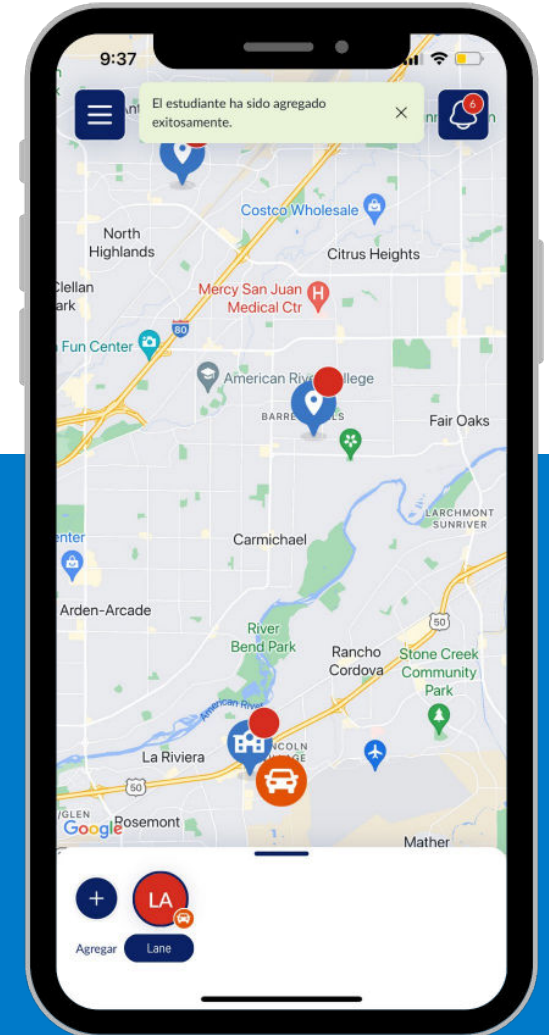 9:37
El estudiante ha sido agregado
exitosamente.
6
Costco Wholesale
North
Highlands
Citrus Heights
Mercy San Juan
Medical Ctr
H
80
Fun Center
American River College
Fair Oaks
LARCHMONT
SUNRIVER
Carmichael
Arden-Arcade
50
River
Bend Park
Rancho
Cordova
Stone Creek
Community
Park
American River
La Riviera
50
Google
Rosemont
Mather
LA
Agregar
Lane